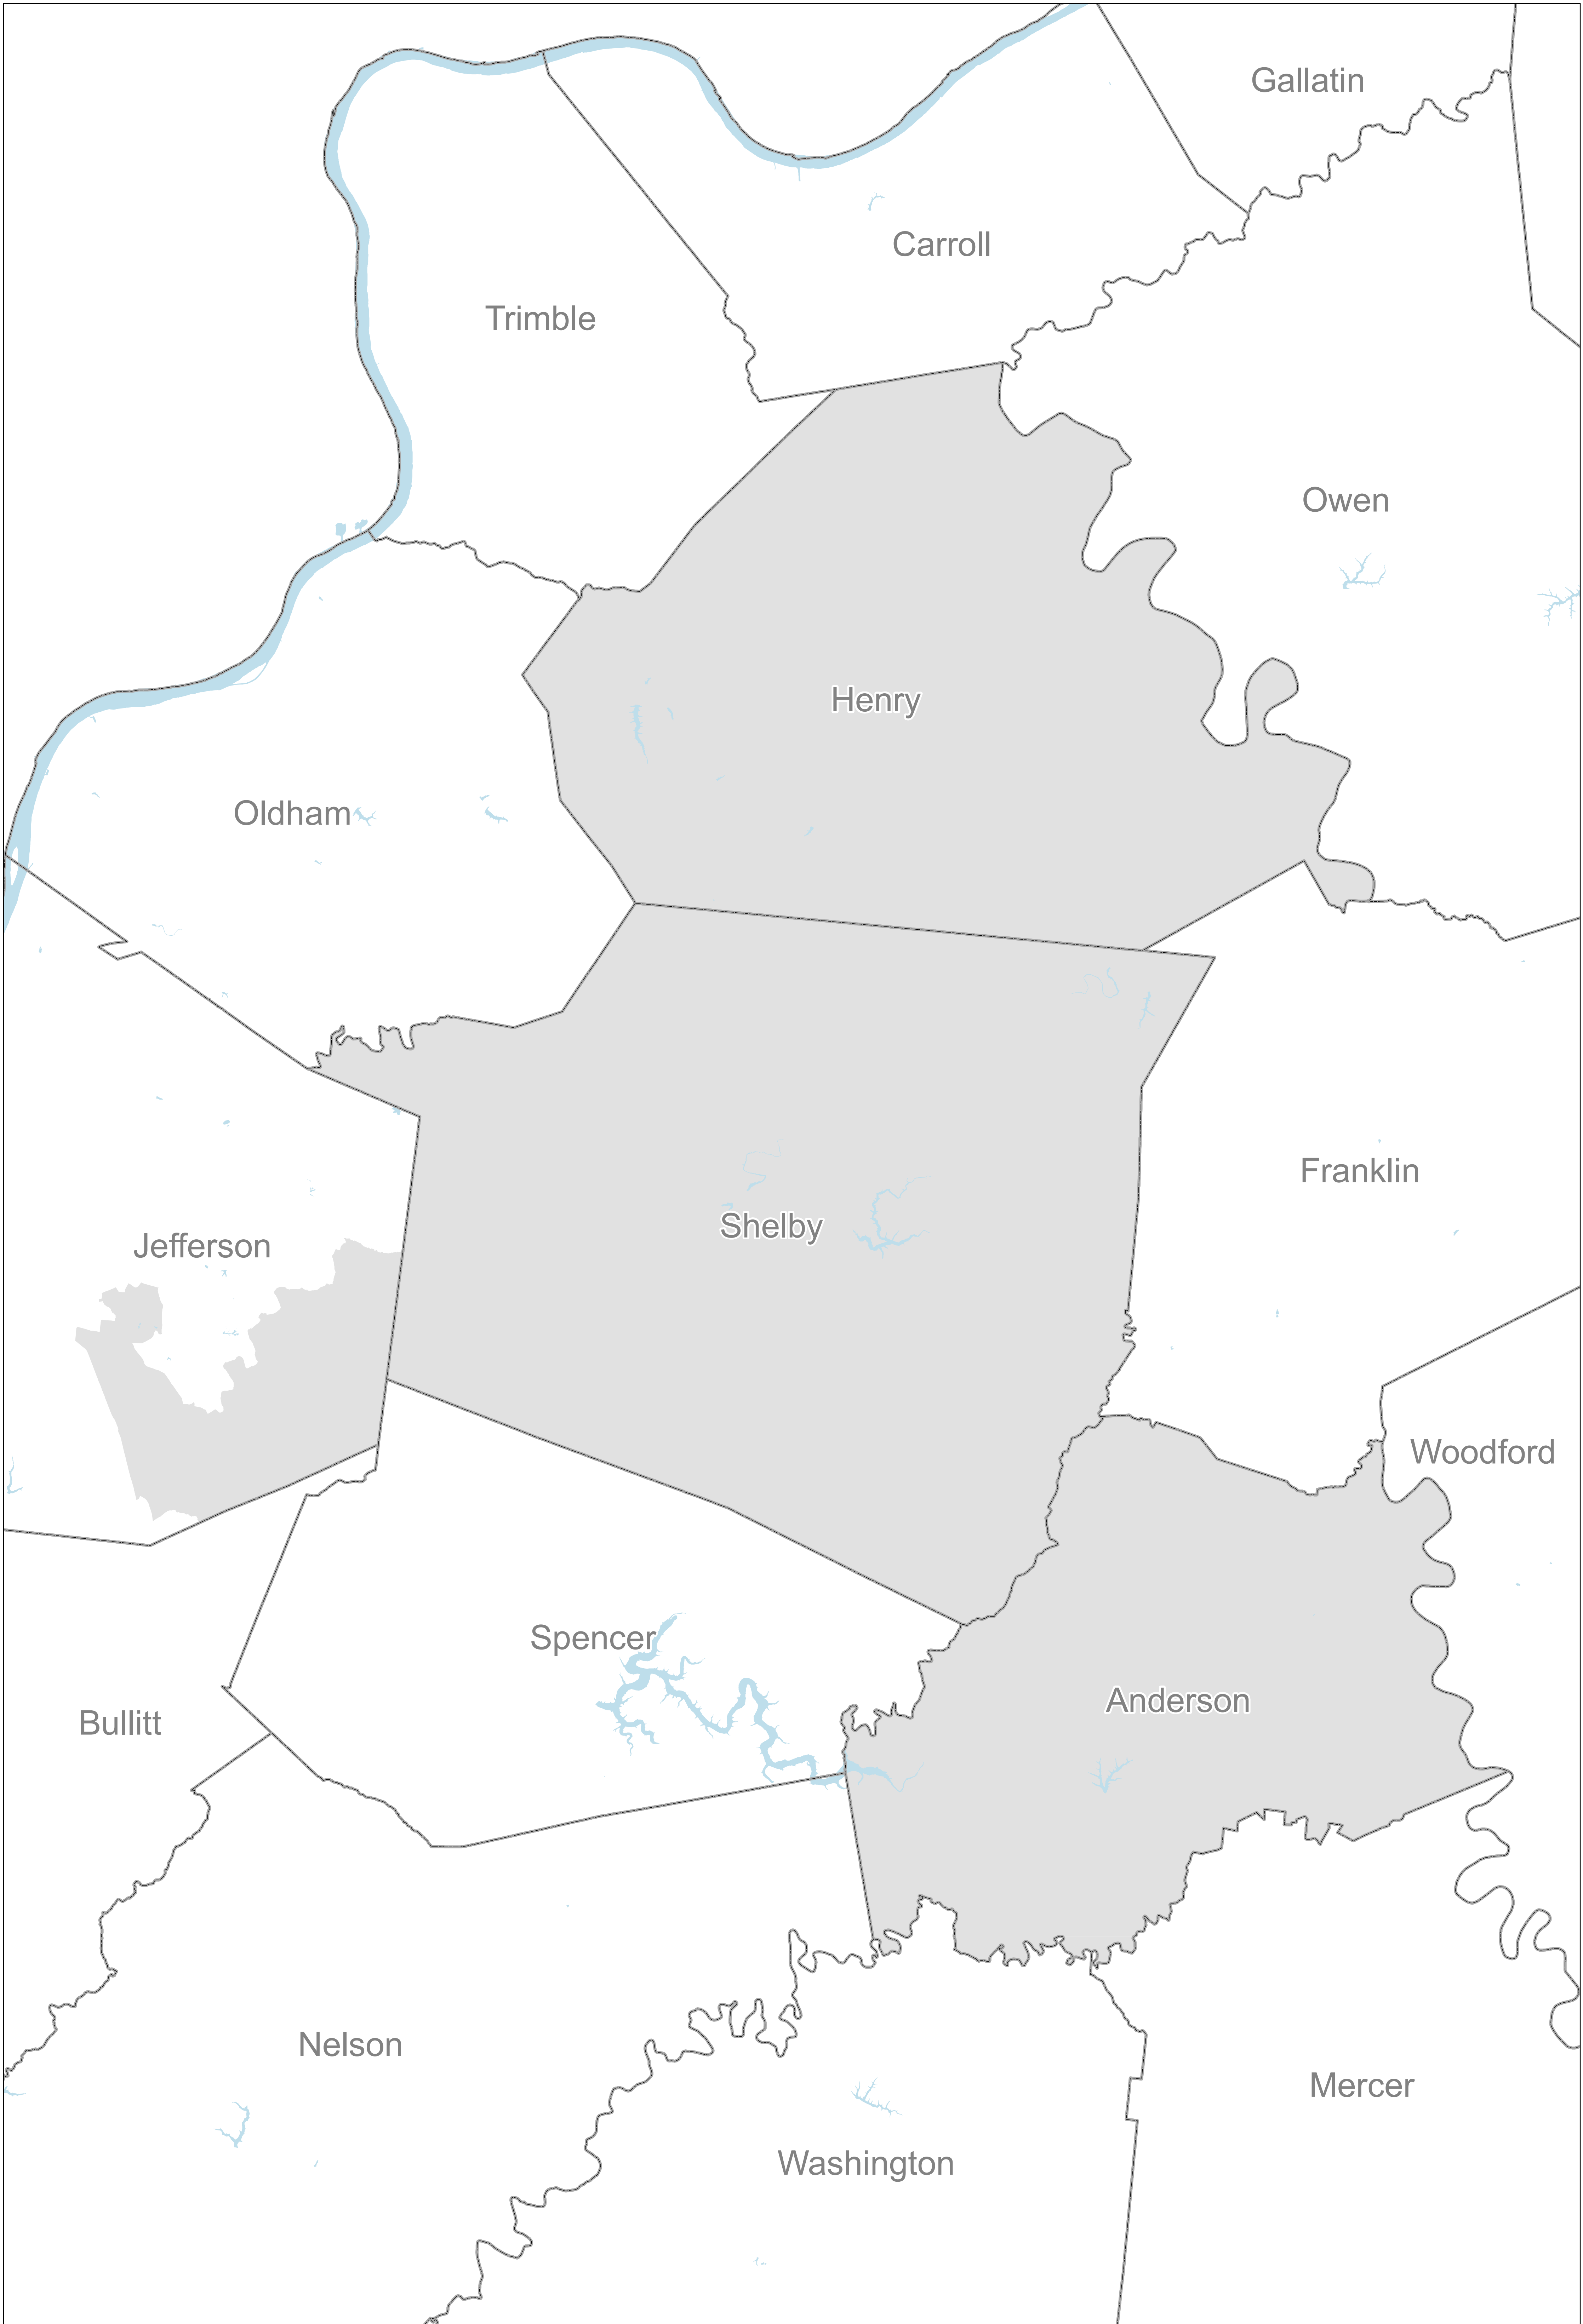 Gallatin
Carroll
Trimble
Owen
Henry
Oldham
Franklin
Shelby
Jefferson
Woodford
Spencer
Anderson
Bullitt
Nelson
Mercer
Washington